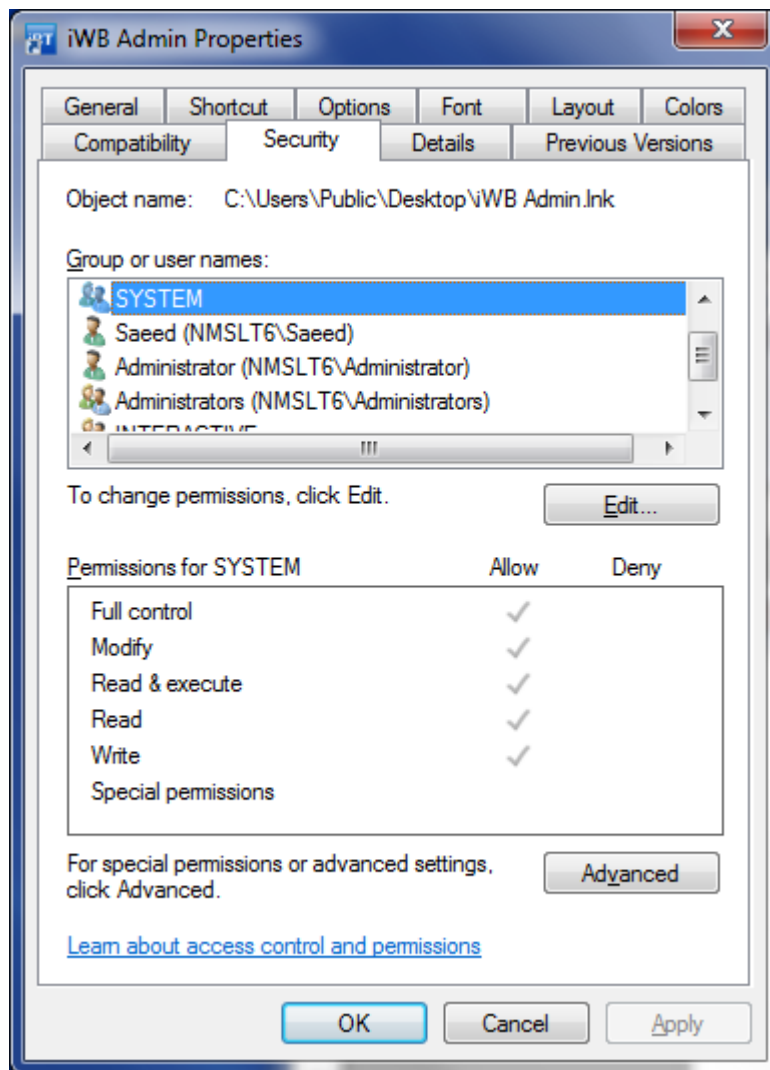 iWB Admin Properties
General Shortcut Options Font Layout Colors
Compatibility Security Details Previous Versions
Object name: C:\Users\Public\Desktop\iWB Admin.lnk
Group or user names:
SYSTEM
Saeed (NMSLT6\Saeed)
Administrator (NMSLT6\Administrator)
Administrators (NMSLT6\Administrators)
INTERACTIVE
To change permissions, click Edit.
Edit...
Permissions for SYSTEM Allow Deny
Full control
Modify
Read & execute
Read
Write
Special permissions
For special permissions or advanced settings,
click Advanced.
Advanced
Learn about access control and permissions
OK Cancel Apply